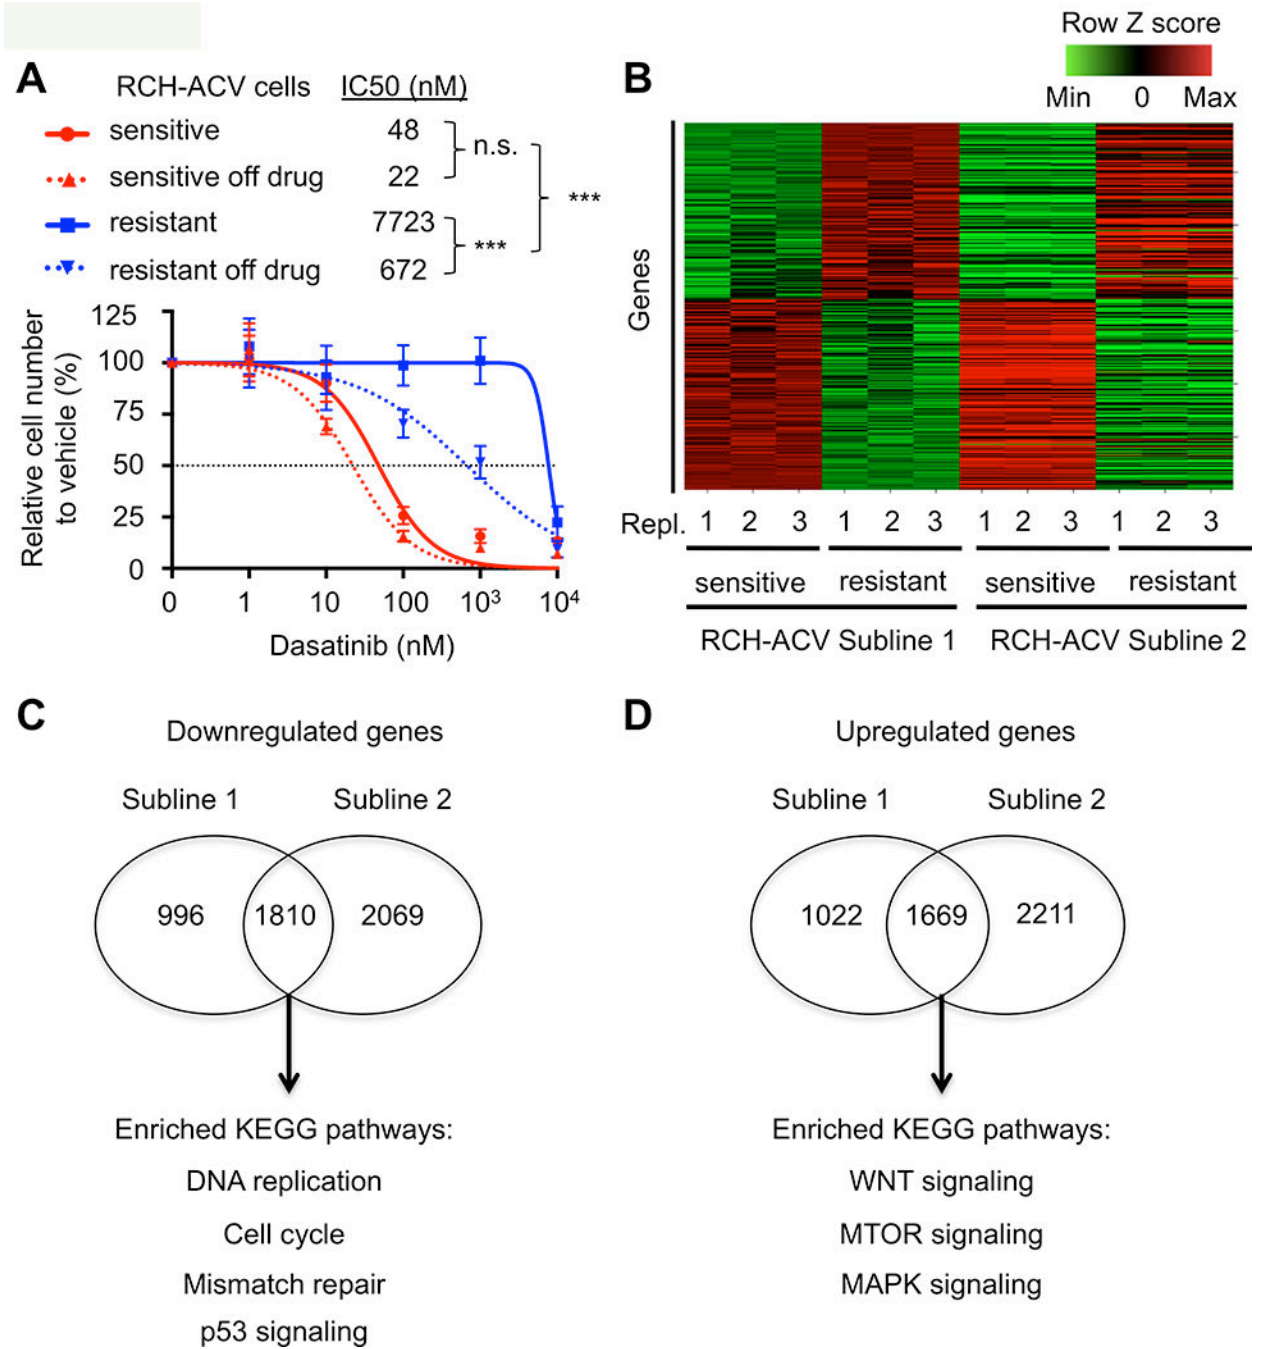 A
RCH-ACV cells IC50 (nM)
sensitive 48
n.s.
sensitive off drug 22
***
resistant 7723
***
resistant off drug 672
Relative cell number
to vehicle (%)
125
100
75
50
25
0
0 1 10 100 10³ 10⁴
Dasatinib (nM)
B
Row Z score
Min 0 Max
Genes
Repl. 1 2 3 1 2 3 1 2 3 1 2 3
sensitive resistant sensitive resistant
RCH-ACV Subline 1 RCH-ACV Subline 2
C
Downregulated genes
Subline 1 Subline 2
996 1810 2069
Enriched KEGG pathways:
DNA replication
Cell cycle
Mismatch repair
p53 signaling
D
Upregulated genes
Subline 1 Subline 2
1022 1669 2211
Enriched KEGG pathways:
WNT signaling
MTOR signaling
MAPK signaling